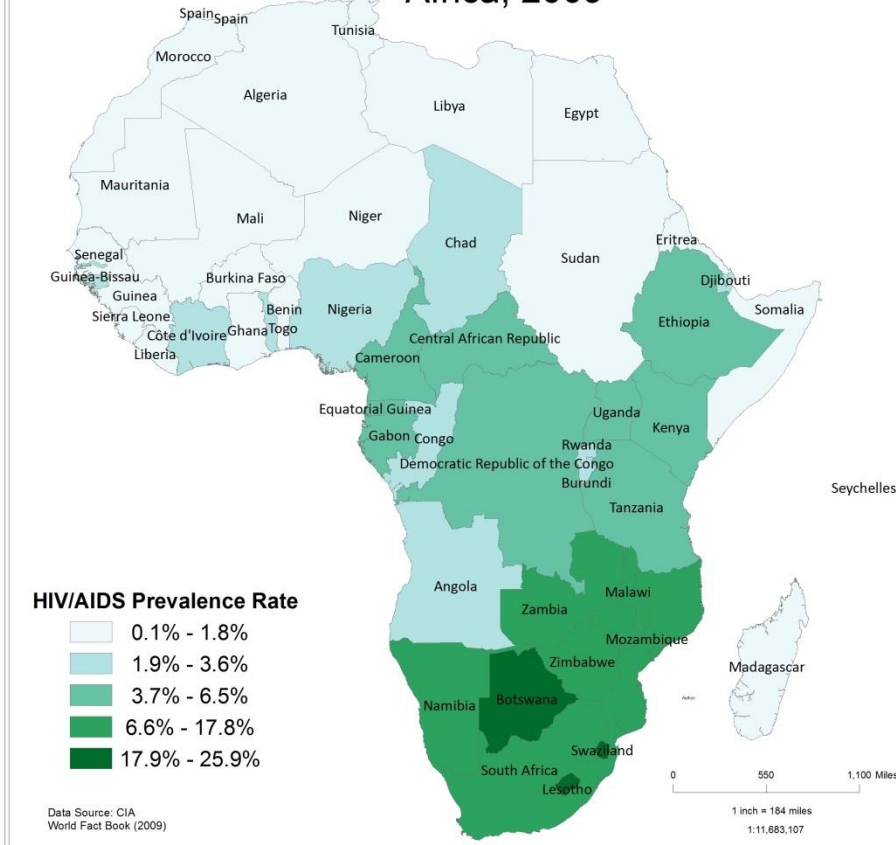 Africa, 2009
Spain
Spain
Tunisia
Morocco
Algeria
Libya
Egypt
Mauritania
Mali
Niger
Chad
Sudan
Eritrea
Senegal
Guinea-Bissau
Guinea
Burkina Faso
Nigeria
Benin
Togo
Djibouti
Somalia
Sierra Leone
Côte d'Ivoire
Ghana
Liberia
Ethiopia
Central African Republic
Cameroon
Equatorial Guinea
Gabon
Congo
Uganda
Kenya
Rwanda
Democratic Republic of the Congo
Burundi
Tanzania
Seychelles
Angola
Zambia
Malawi
Mozambique
Zimbabwe
Madagascar
Namibia
Botswana
Author
Swaziland
South Africa
Lesotho
HIV/AIDS Prevalence Rate
0.1% - 1.8%
1.9% - 3.6%
3.7% - 6.5%
6.6% - 17.8%
17.9% - 25.9%
0 550 1,100 Miles
1 inch = 184 miles
1:11,683,107
Data Source: CIA
World Fact Book (2009)